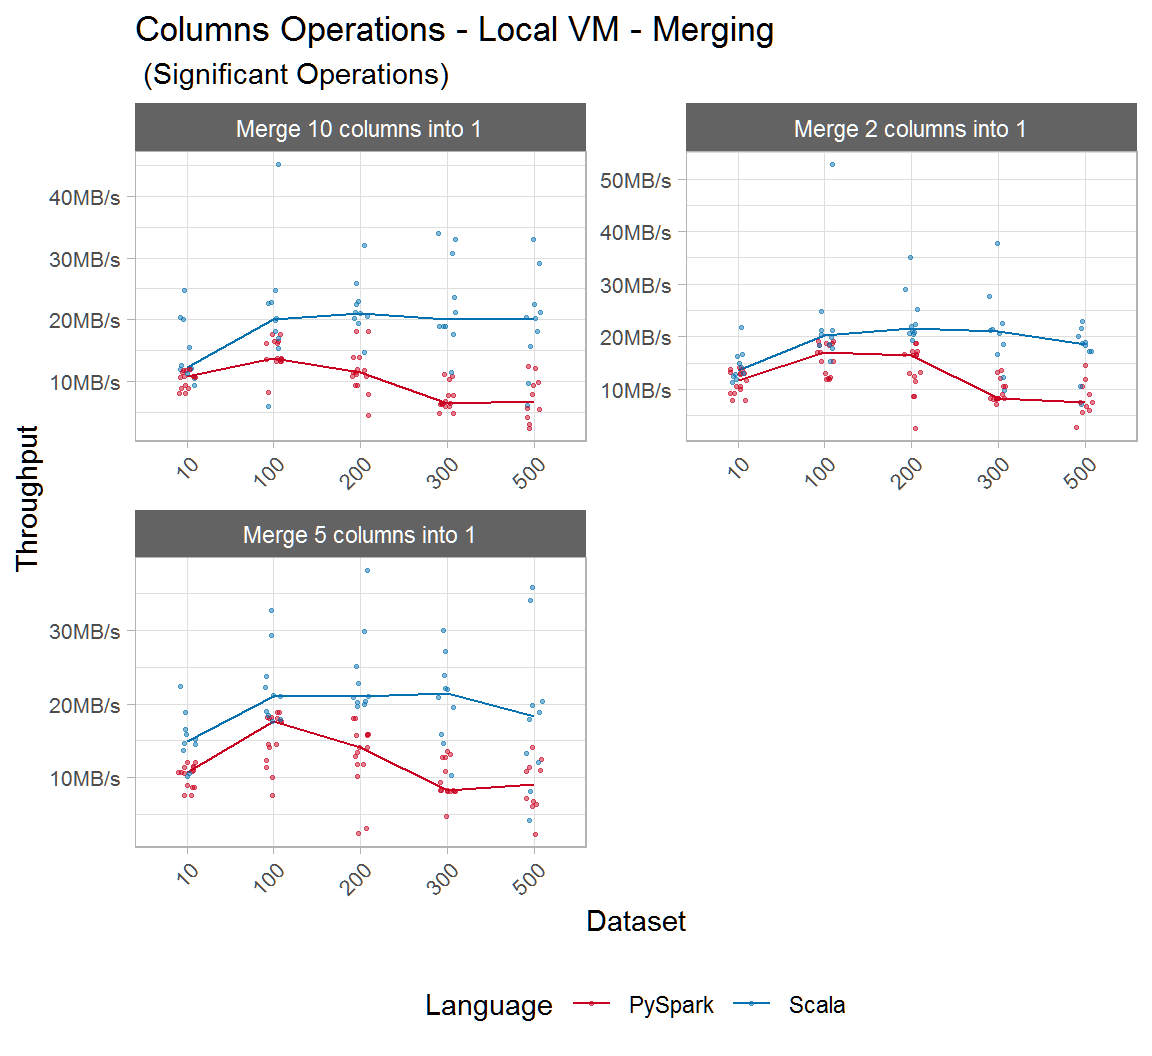 Columns Operations - Local VM - Merging
(Significant Operations)
Merge 10 columns into 1
40MB/s
30MB/s
20MB/s
10MB/s
10
100
200
300
500
Merge 2 columns into 1
50MB/s
40MB/s
30MB/s
20MB/s
10MB/s
10
100
200
300
500
Merge 5 columns into 1
30MB/s
20MB/s
10MB/s
10
100
200
300
500
Throughput
Dataset
Language PySpark Scala